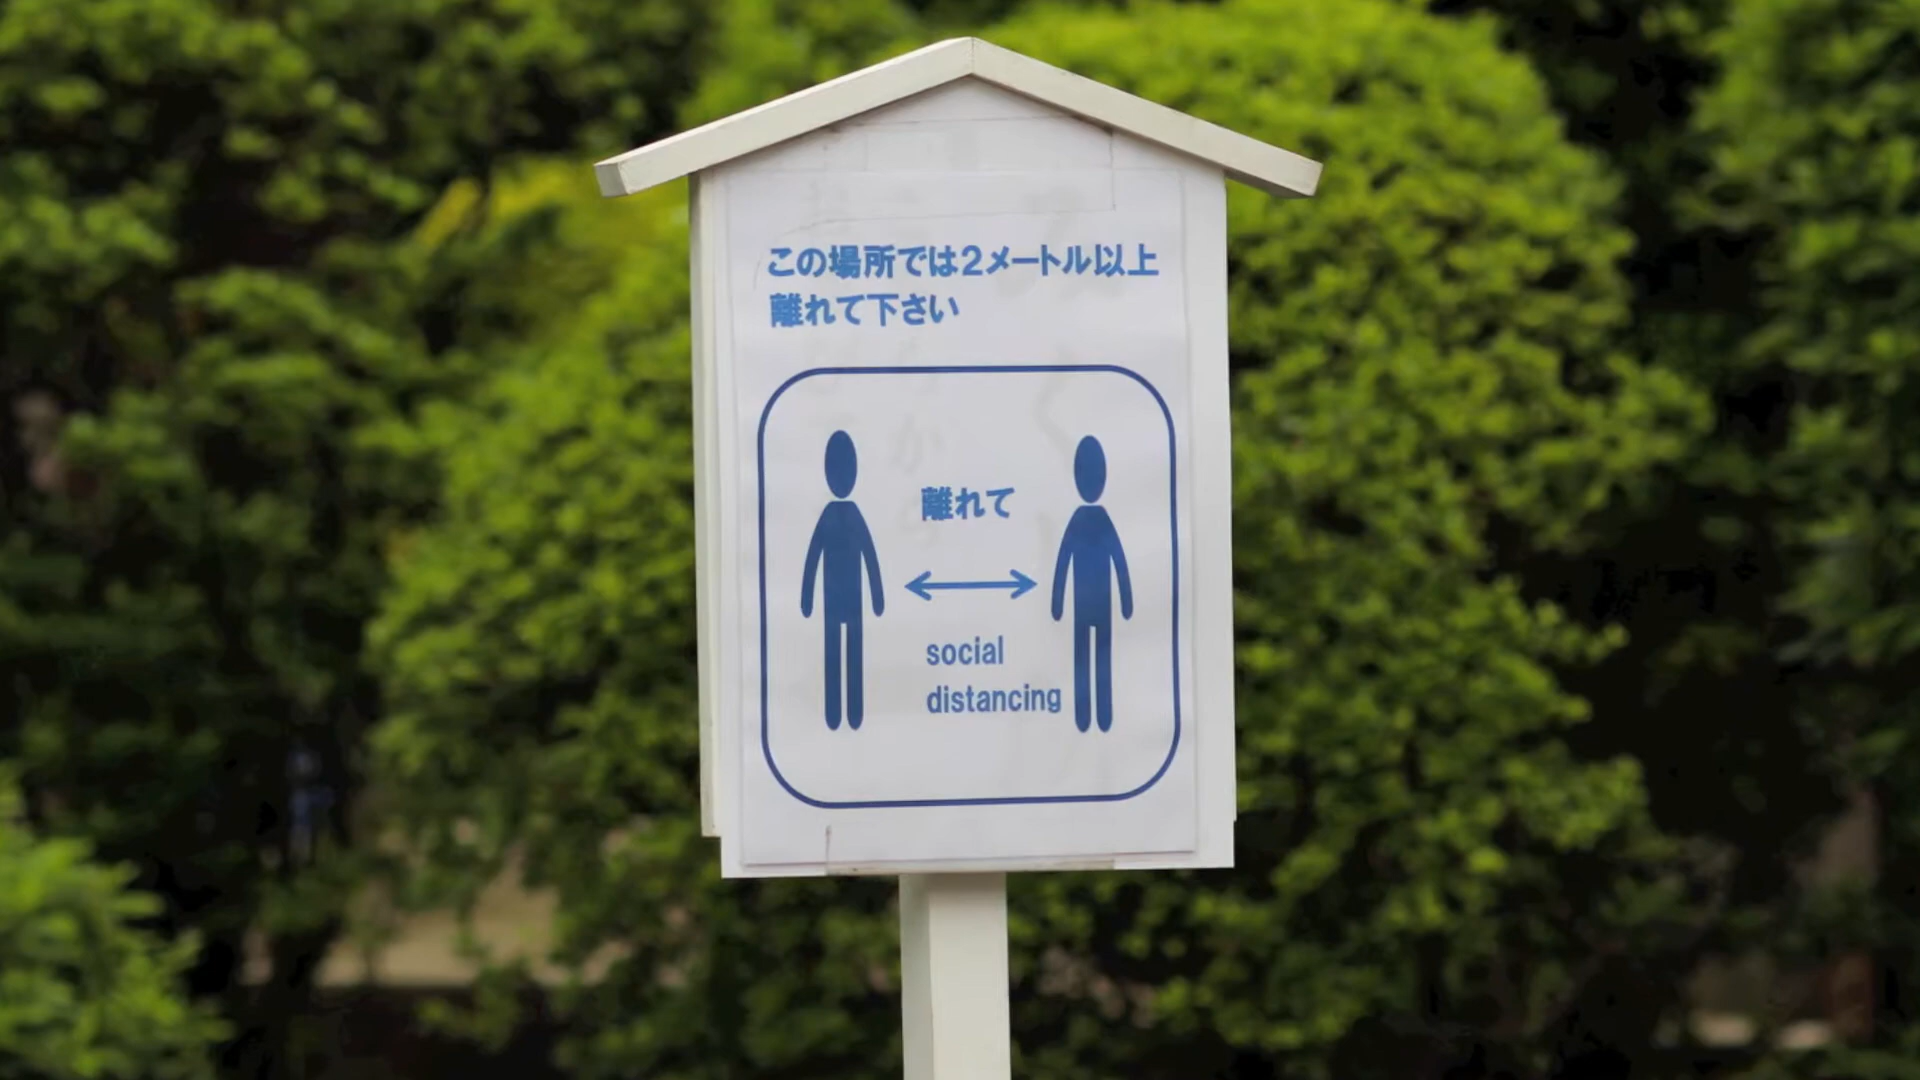 この場所では2メートル以上
離れて下さい
離れて
social
distancing